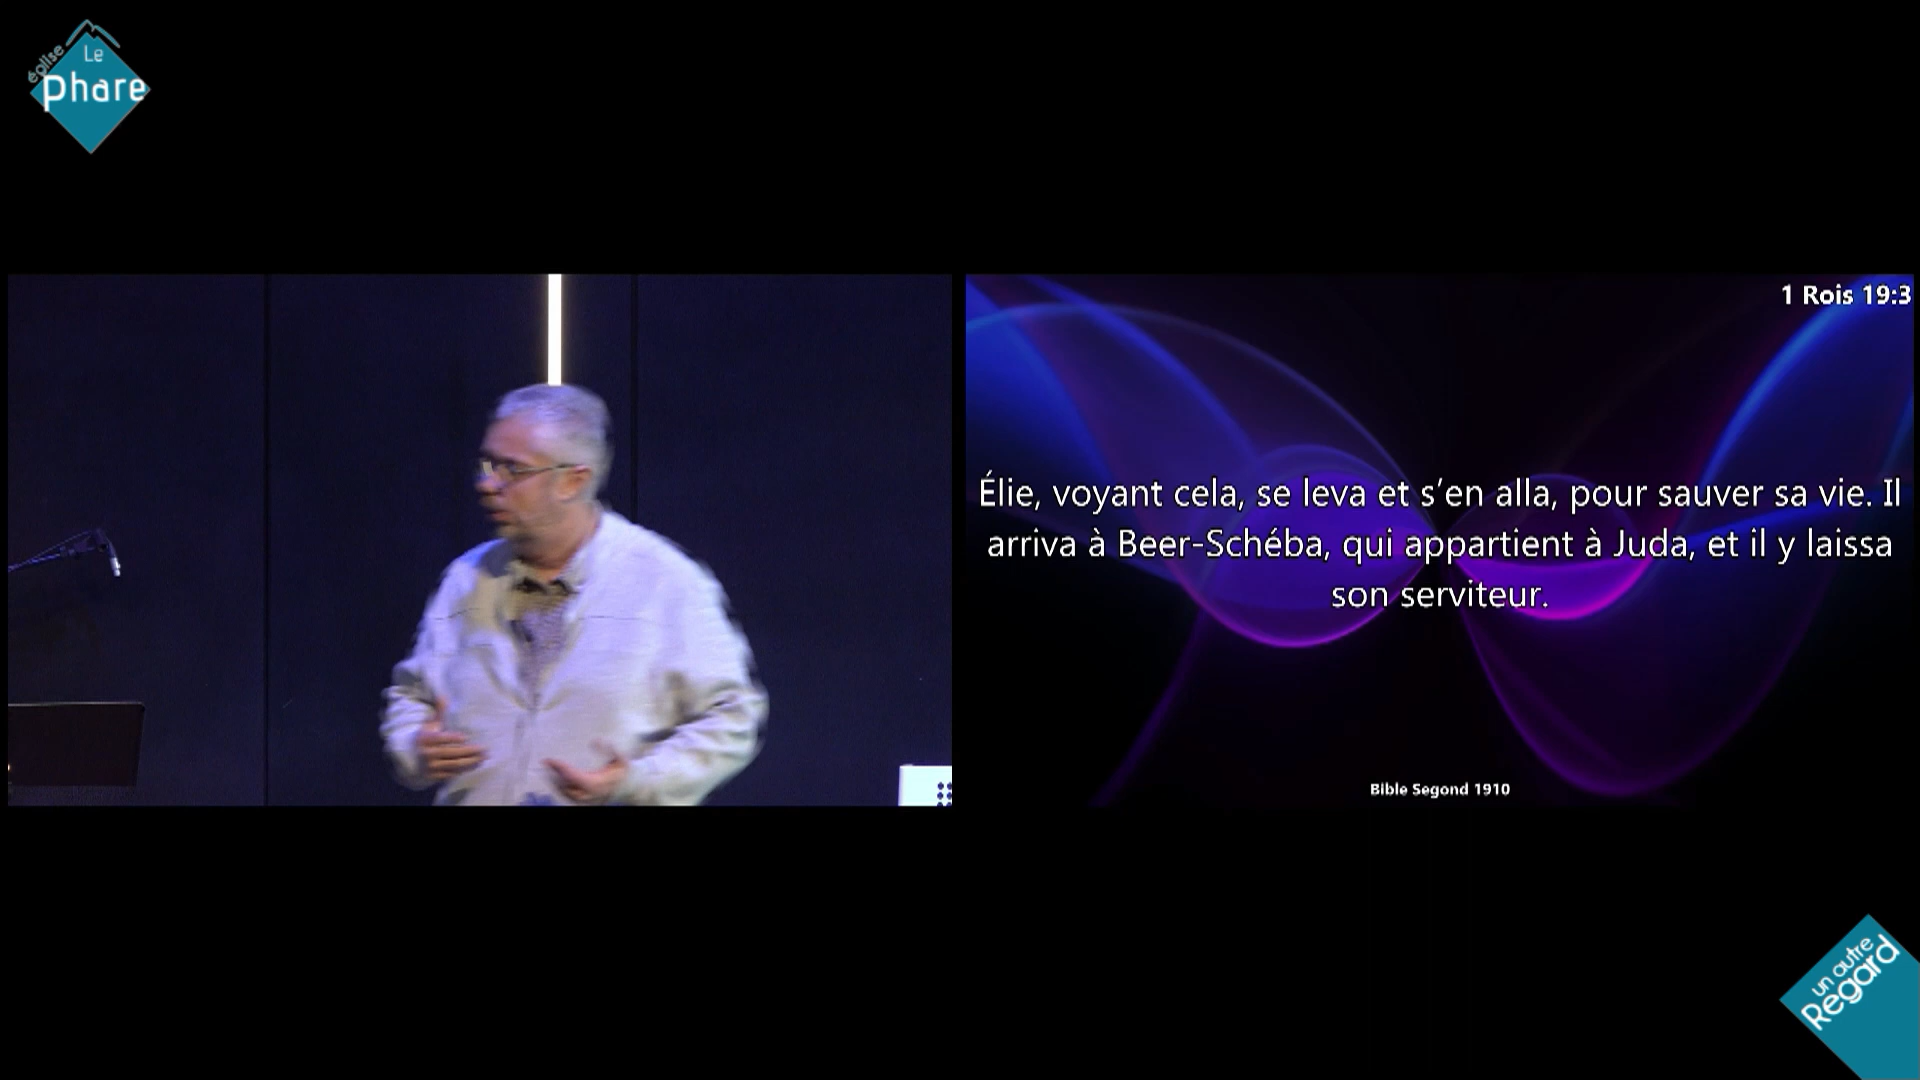 église
Le
phare
1 Rois 19:3
Élie, voyant cela, se leva et s’en alla, pour sauver sa vie. Il
arriva à Beer-Schéba, qui appartient à Juda, et il y laissa
son serviteur.
Bible Segond 1910
un autre
Regard